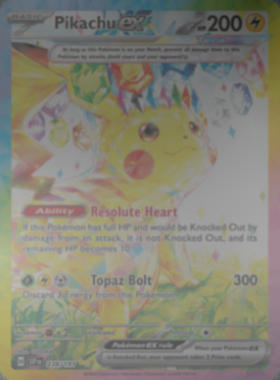 BASIC Pikachu ex HP 200
As long as this Pokémon is on your Bench, prevent all damage done to this
Pokémon by attacks (both yours and your opponent's).
Ability Resolute Heart
If this Pokémon has full HP and would be Knocked Out by
damage from an attack, it is not Knocked Out, and its
remaining HP becomes 10.
Topaz Bolt 300
Discard 3 Energy from this Pokémon.
Pokémon ex rule
When your Pokémon ex
is Knocked Out, your opponent takes 2 Prize cards.